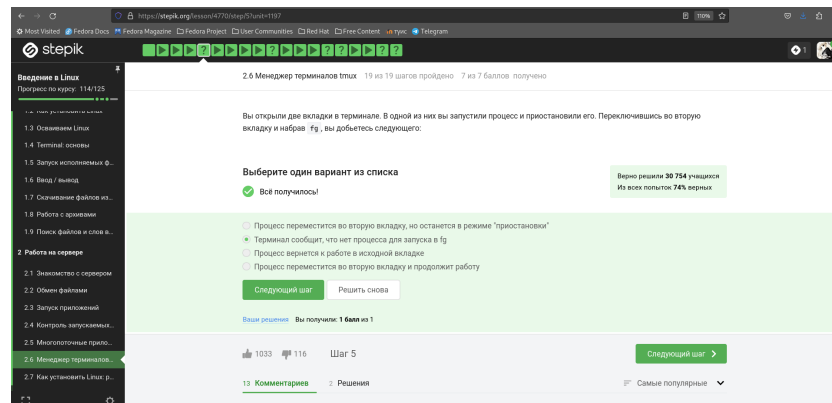 https://stepik.org/lesson/4770/step/5?unit=1197
110%
Most Visited Fedora Docs Fedora Magazine Fedora Project User Communities Red Hat Free Content Telegram
stepik
1
Введение в Linux
Прогресс по курсу: 114/125
1.3 Осваиваем Linux
1.4 Terminal: основы
1.5 Запуск исполняемых ф...
1.6 Ввод / вывод
1.7 Скачивание файлов из...
1.8 Работа с архивами
1.9 Поиск файлов и слов в...
2 Работа на сервере
2.1 Знакомство с сервером
2.2 Обмен файлами
2.3 Запуск приложений
2.4 Контроль запускаемых...
2.5 Многопоточные прило...
2.6 Менеджер терминалов...
2.7 Как установить Linux: р...
2.6 Менеджер терминалов tmux 19 из 19 шагов пройдено 7 из 7 баллов получено
Вы открыли две вкладки в терминале. В одной из них вы запустили процесс и приостановили его. Переключившись во вторую
вкладку и набрав fg, вы добьетесь следующего:
Выберите один вариант из списка
Всё получилось!
Верно решили 30 754 учащихся
Из всех попыток 74% верных
Процесс переместится во вторую вкладку, но останется в режиме "приостановки"
Терминал сообщит, что нет процесса для запуска в fg
Процесс вернется к работе в исходной вкладке
Процесс переместится во вторую вкладку и продолжит работу
Следующий шаг Решить снова
Ваши решения Вы получили: 1 балл из 1
1033 116 Шаг 5
Следующий шаг
13 Комментариев 2 Решения
Самые популярные